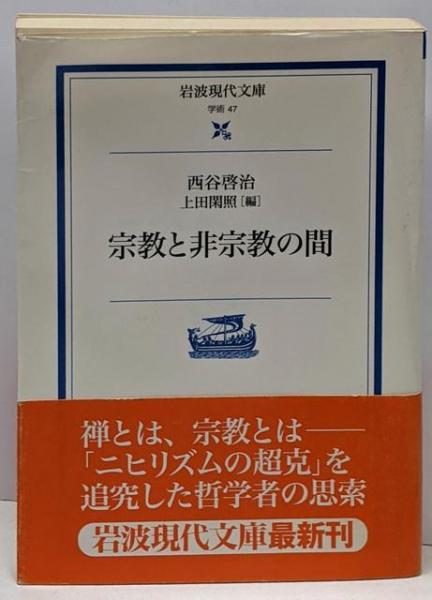 岩波現代文庫
学術 47
西谷啓治
上田閑照[編]
宗教と非宗教の間
禅とは、宗教とは——
「ニヒリズムの超克」を
追究した哲学者の思索
岩波現代文庫最新刊